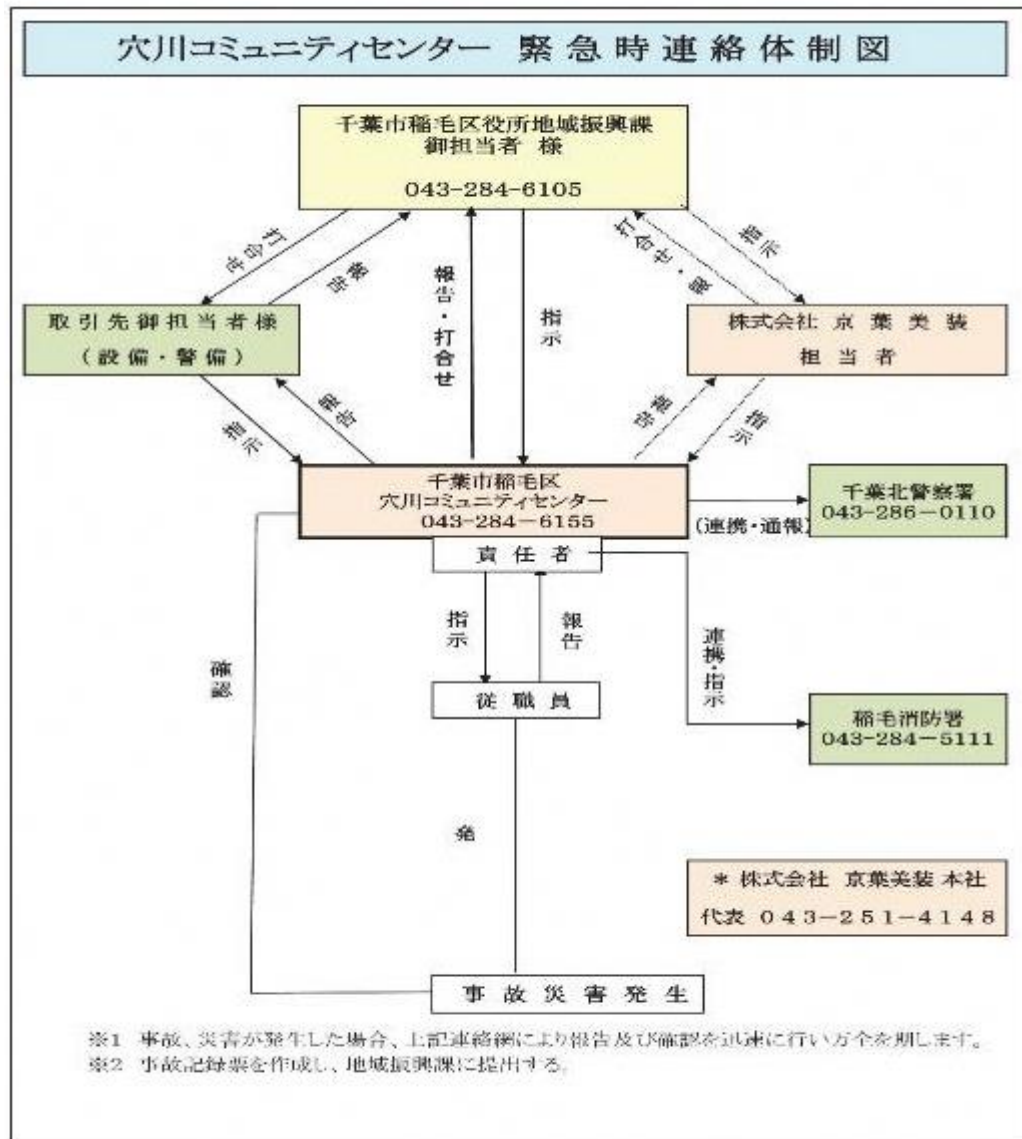 穴川コミュニティセンター 緊急時連絡体制図
千葉市稲毛区役所地域振興課
御担当者 様
043-284-6105
打合せ
報告
報告・打合せ
指示
報・打合せ
指示
取引先御担当者様
(設備・警備)
株式会社 京葉美装
担当者
指示
報告
報告
指示
千葉市稲毛区
穴川コミュニティセンター
043-284-6155
責任者
(連携・通報)
千葉北警察署
043-286-0110
指示
報告
連携・指示
確認
従職員
稲毛消防署
043-284-5111
発
* 株式会社 京葉美装 本社
代表 043-251-4148
事故災害発生
※1 事故、災害が発生した場合、上記連絡網により報告及び確認を迅速に行い万全を期します。
※2 事故記録票を作成し、地域振興課に提出する。